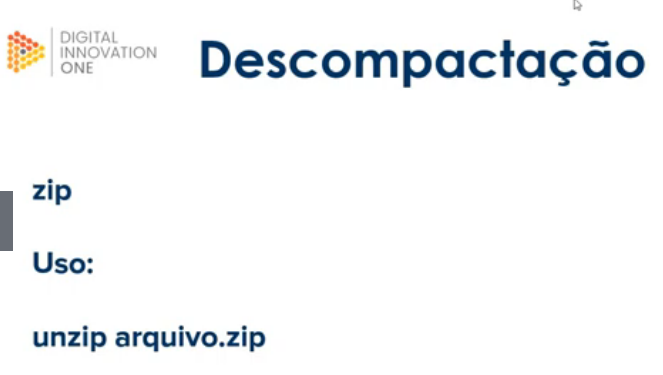 DIGITAL
INNOVATION
ONE
Descompactação
zip
Uso:
unzip arquivo.zip